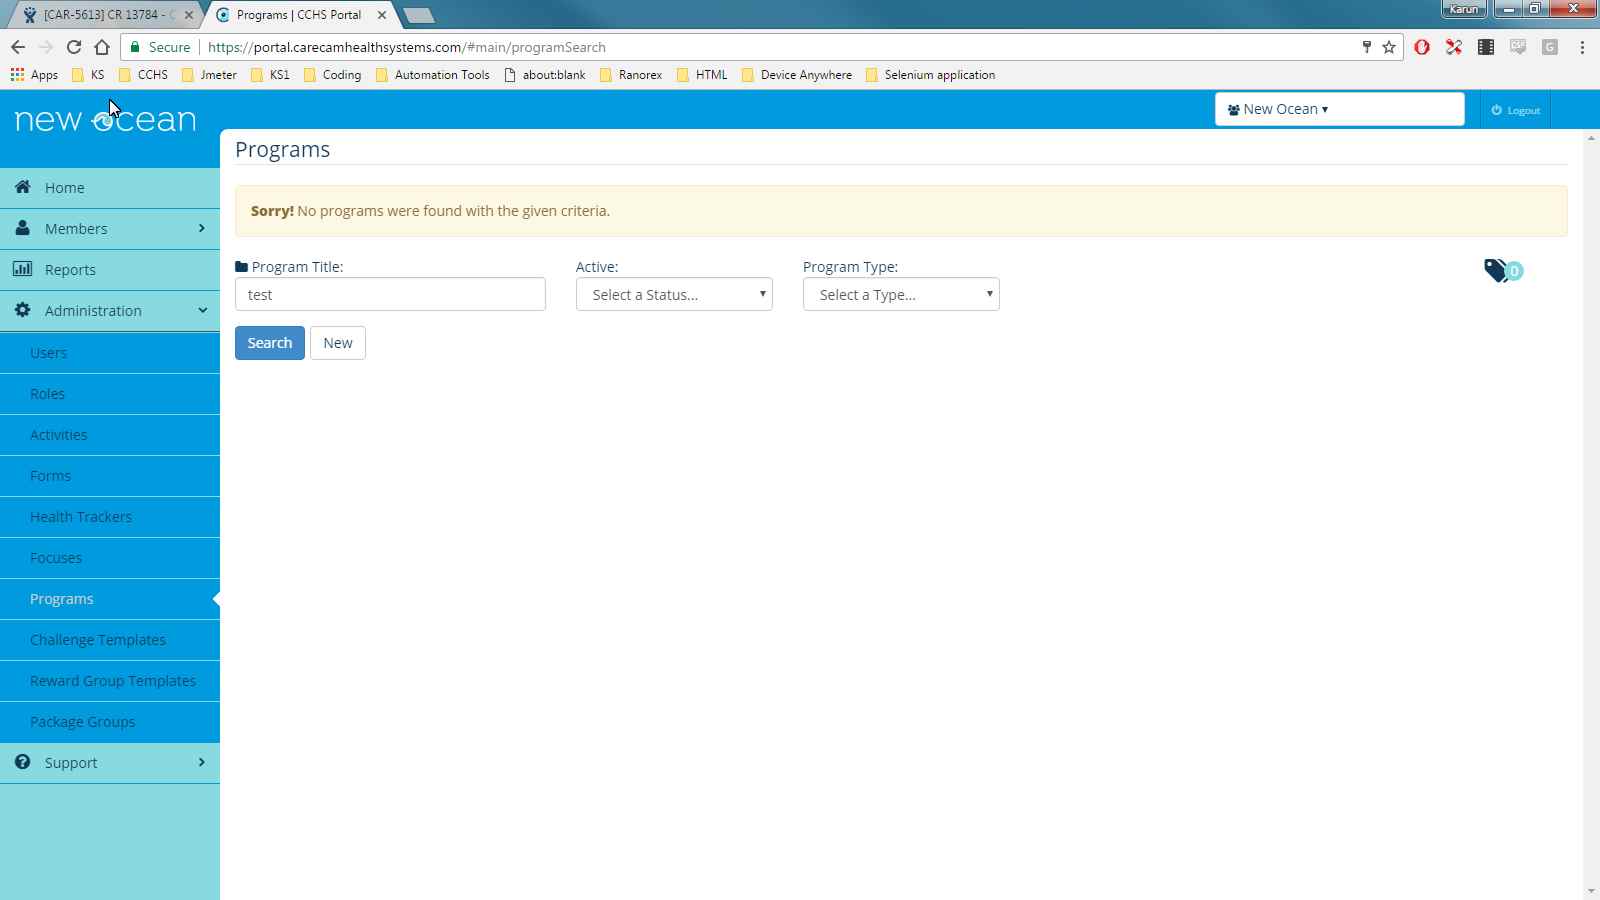 [CAR-5613] CR 13784 - C
Programs | CCHS Portal
Karun
Secure
https://portal.carecamhealthsystems.com/#main/programSearch
Apps KS CCHS Jmeter KS1 Coding Automation Tools about:blank Ranorex HTML Device Anywhere Selenium application
new ocean
New Ocean ▾
Logout
Programs
Sorry! No programs were found with the given criteria.
Program Title: Active: Program Type:
test Select a Status... Select a Type...
0
Search New
Home
Members
Reports
Administration
Users
Roles
Activities
Forms
Health Trackers
Focuses
Programs
Challenge Templates
Reward Group Templates
Package Groups
Support